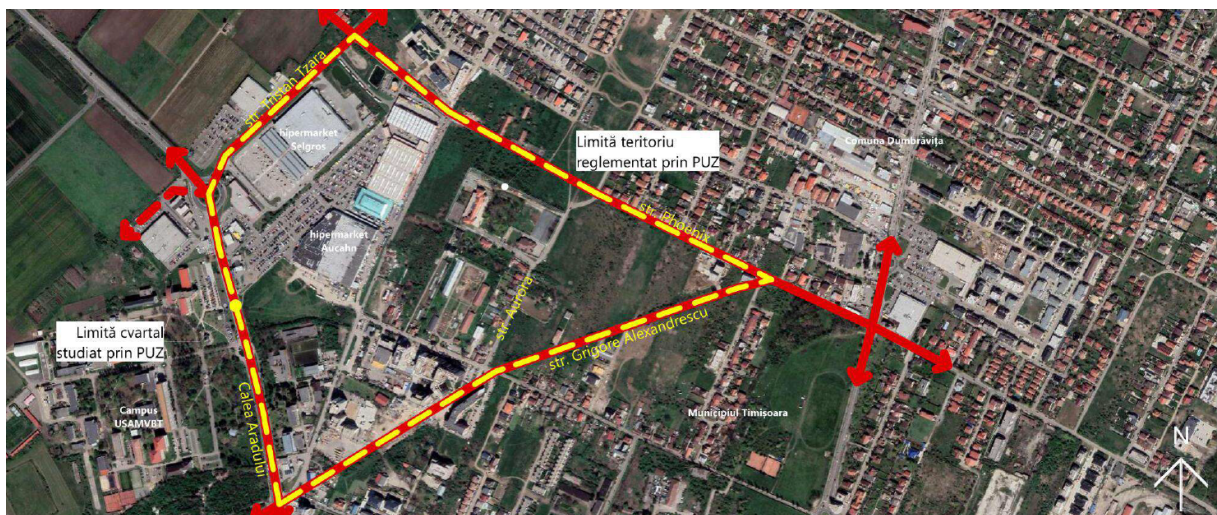 str. Tristan Tzara
hipermarket
Selgros
Limită teritoriu
reglementat prin PUZ
Comuna Dumbrăvița
str. Phoenix
hipermarket
Aucahn
str. Aurora
Limită cvartal
studiat prin PUZ
str. Grigore Alexandrescu
Calea Aradului
Campus
USAMVBT
Municipiul Timișoara
N